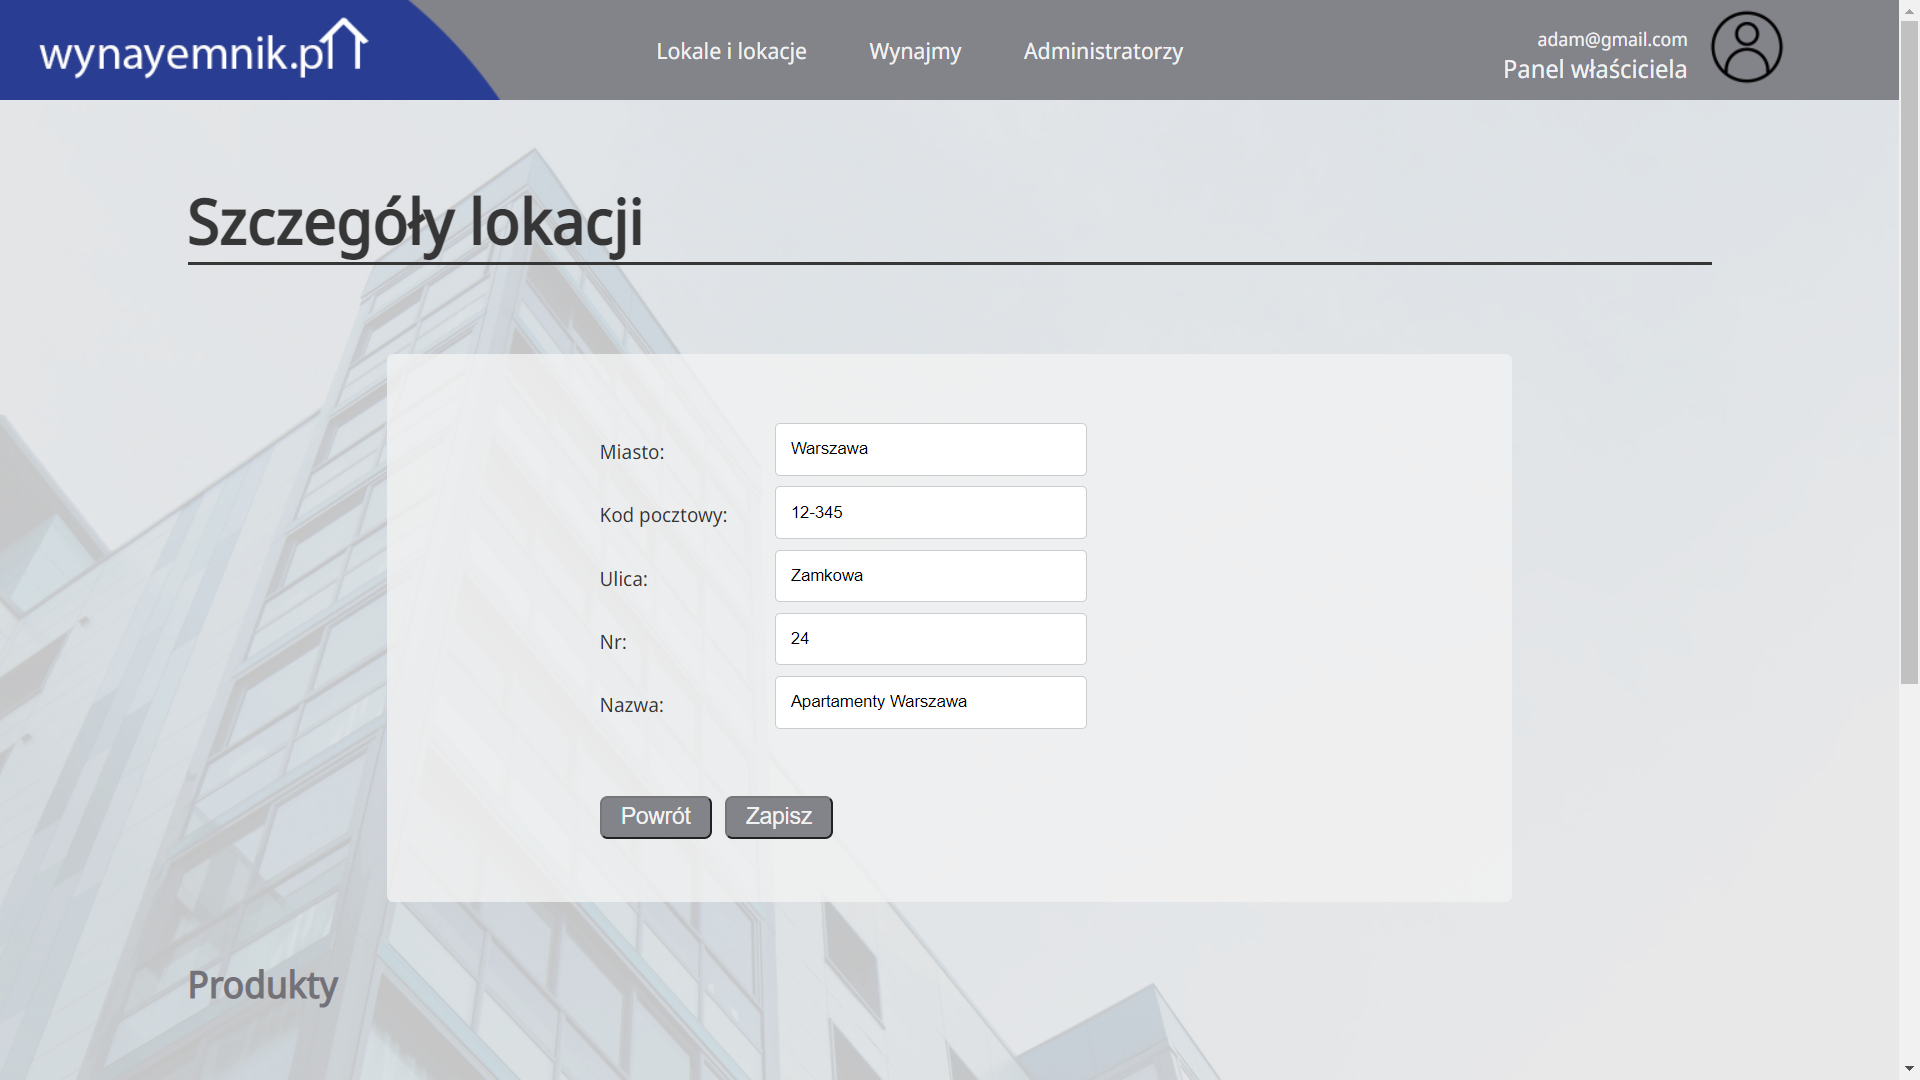 wynayemnik.pl
Lokale i lokacje
Wynajmy
Administratorzy
adam@gmail.com
Panel właściciela
Szczegóły lokacji
Miasto:
Warszawa
Kod pocztowy:
12-345
Ulica:
Zamkowa
Nr:
24
Nazwa:
Apartamenty Warszawa
Powrót
Zapisz
Produkty